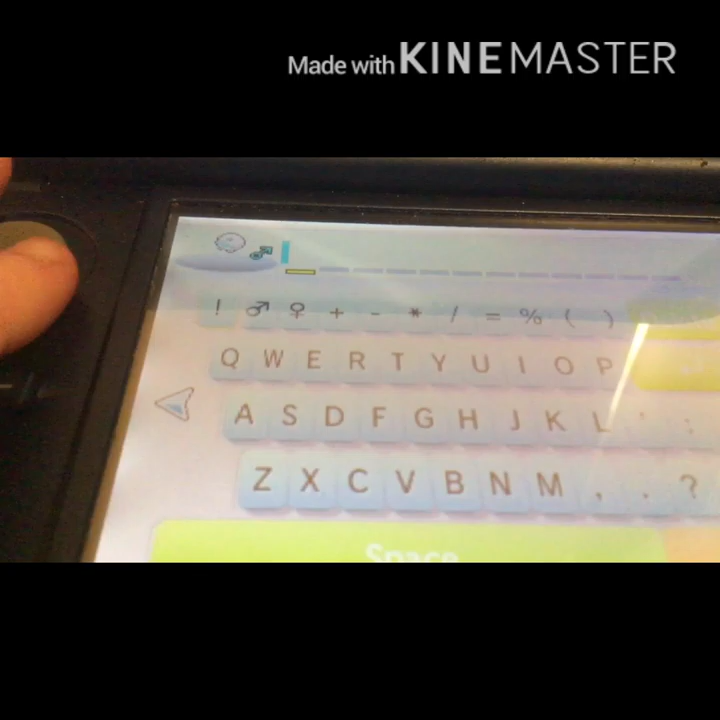 Made with KINEMASTER
♂
! ♂ ♀ + - * / = % ( )
Q W E R T Y U I O P
A S D F G H J K L ' ;
Z X C V B N M , . ?
Space